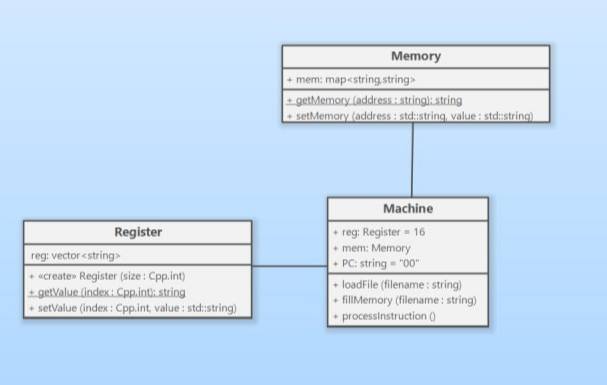 Memory
+ mem: map<string,string>
+ getMemory (address : string): string
+ setMemory (address : std::string, value : std::string)
Machine
+ reg: Register = 16
+ mem: Memory
+ PC: string = "00"
+ loadFile (filename : string)
+ fillMemory (filename : string)
+ processInstruction ()
Register
reg: vector<string>
+ «create» Register (size : Cpp.int)
+ getValue (index : Cpp.int): string
+ setValue (index : Cpp.int, value : std::string)